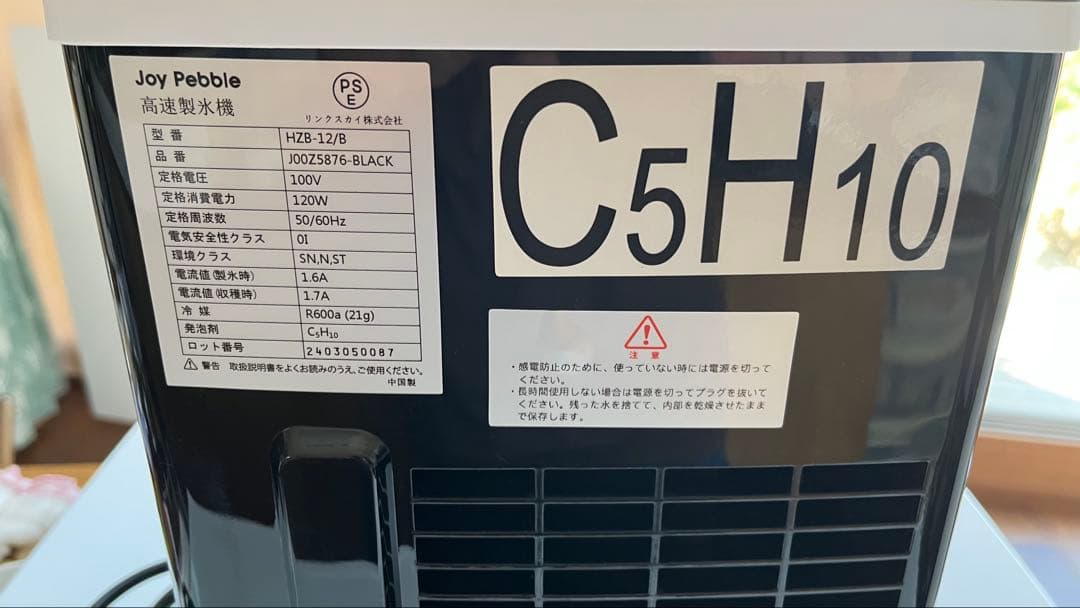 Joy Pebble
高速製氷機
PS
E
リンクスカイ株式会社
型番 HZB-12/B
品番 J00Z5876-BLACK
定格電圧 100V
定格消費電力 120W
定格周波数 50/60Hz
電気安全性クラス 0I
環境クラス SN,N,ST
電流値(製氷時) 1.6A
電流値(収穫時) 1.7A
冷媒 R600a (21g)
発泡剤 C₅H₁₀
ロット番号 2403050087
警告 取扱説明書をよくお読みのうえ、ご使用ください。
中国製
C₅H₁₀
注意
・感電防止のために、使っていない時には電源を切って
ください。
・長時間使用しない場合は電源を切ってプラグを抜いて
ください。残った水を捨てて、内部を乾燥させたまま
で保存します。